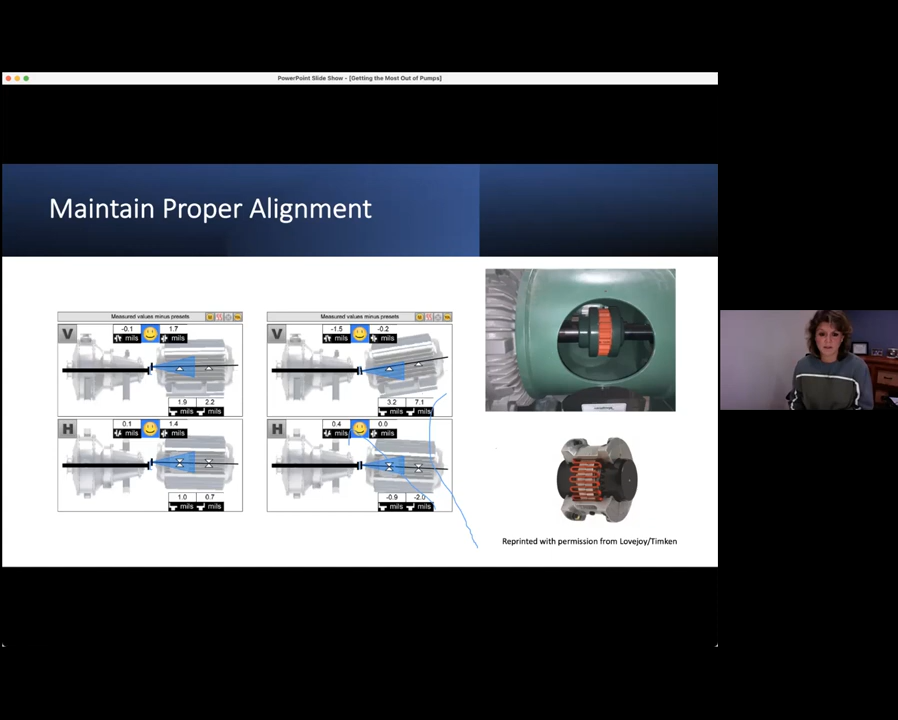 PowerPoint Slide Show - [Getting the Most Out of Pumps]
Maintain Proper Alignment
Measured values minus presets
V
-0.1 1.7
mils mils
1.9 2.2
mils mils
H
0.1 1.4
mils mils
1.0 0.7
mils mils
Measured values minus presets
V
-1.5 -0.2
mils mils
3.2 7.1
mils mils
H
0.4 0.0
mils mils
-0.9 -2.0
mils mils
Reprinted with permission from Lovejoy/Timken